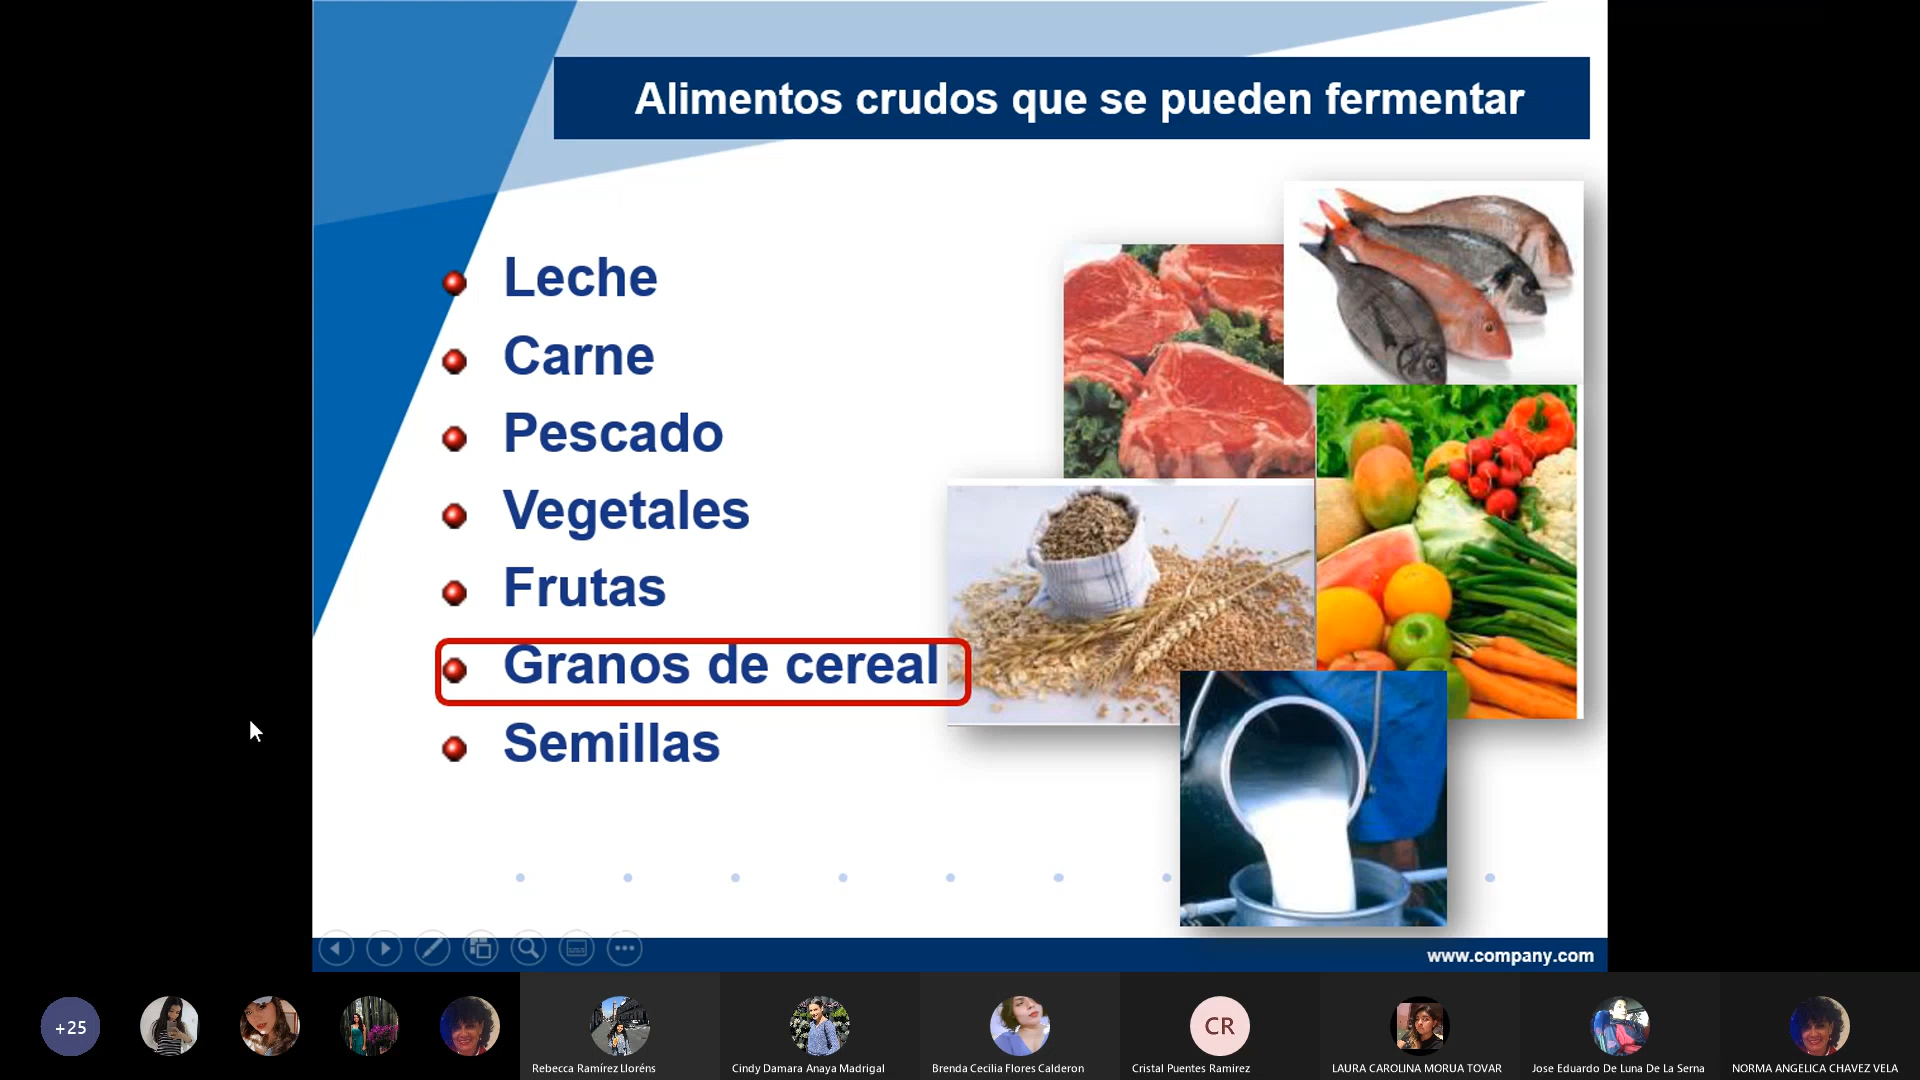 Alimentos crudos que se pueden fermentar
Leche
Carne
Pescado
Vegetales
Frutas
Granos de cereal
Semillas
www.company.com
+25
CR
Rebecca Ramírez Lloréns
Cindy Damara Anaya Madrigal
Brenda Cecilia Flores Calderon
Cristal Puentes Ramirez
LAURA CAROLINA MORUA TOVAR
Jose Eduardo De Luna De La Serna
NORMA ANGELICA CHAVEZ VELA